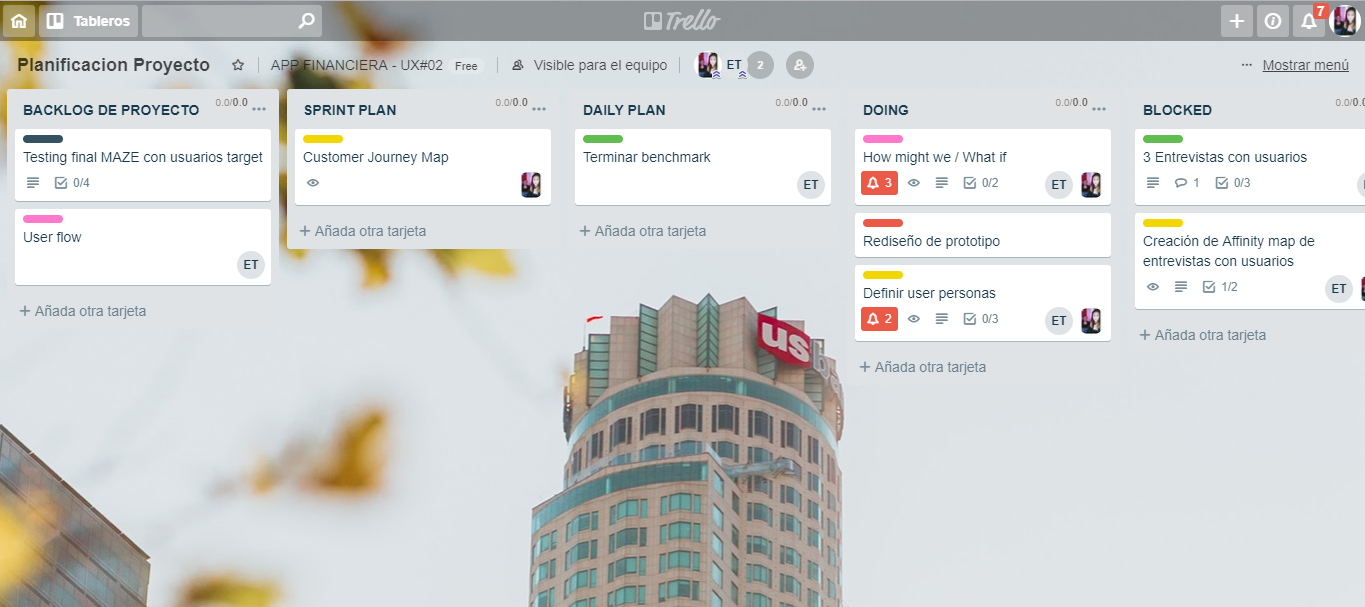 Tableros
Trello
7
Planificacion Proyecto
APP FINANCIERA - UX#02
Free
Visible para el equipo
ET
2
Mostrar menú
BACKLOG DE PROYECTO
0.0/0.0
Testing final MAZE con usuarios target
0/4
User flow
ET
+ Añada otra tarjeta
SPRINT PLAN
0.0/0.0
Customer Journey Map
+ Añada otra tarjeta
DAILY PLAN
0.0/0.0
Terminar benchmark
ET
+ Añada otra tarjeta
DOING
0.0/0.0
How might we / What if
3
0/2
ET
Rediseño de prototipo
Definir user personas
2
0/3
ET
+ Añada otra tarjeta
BLOCKED
0.0/0.0
3 Entrevistas con usuarios
1
0/3
Creación de Affinity map de
entrevistas con usuarios
1/2
ET
+ Añada otra tarjeta
us